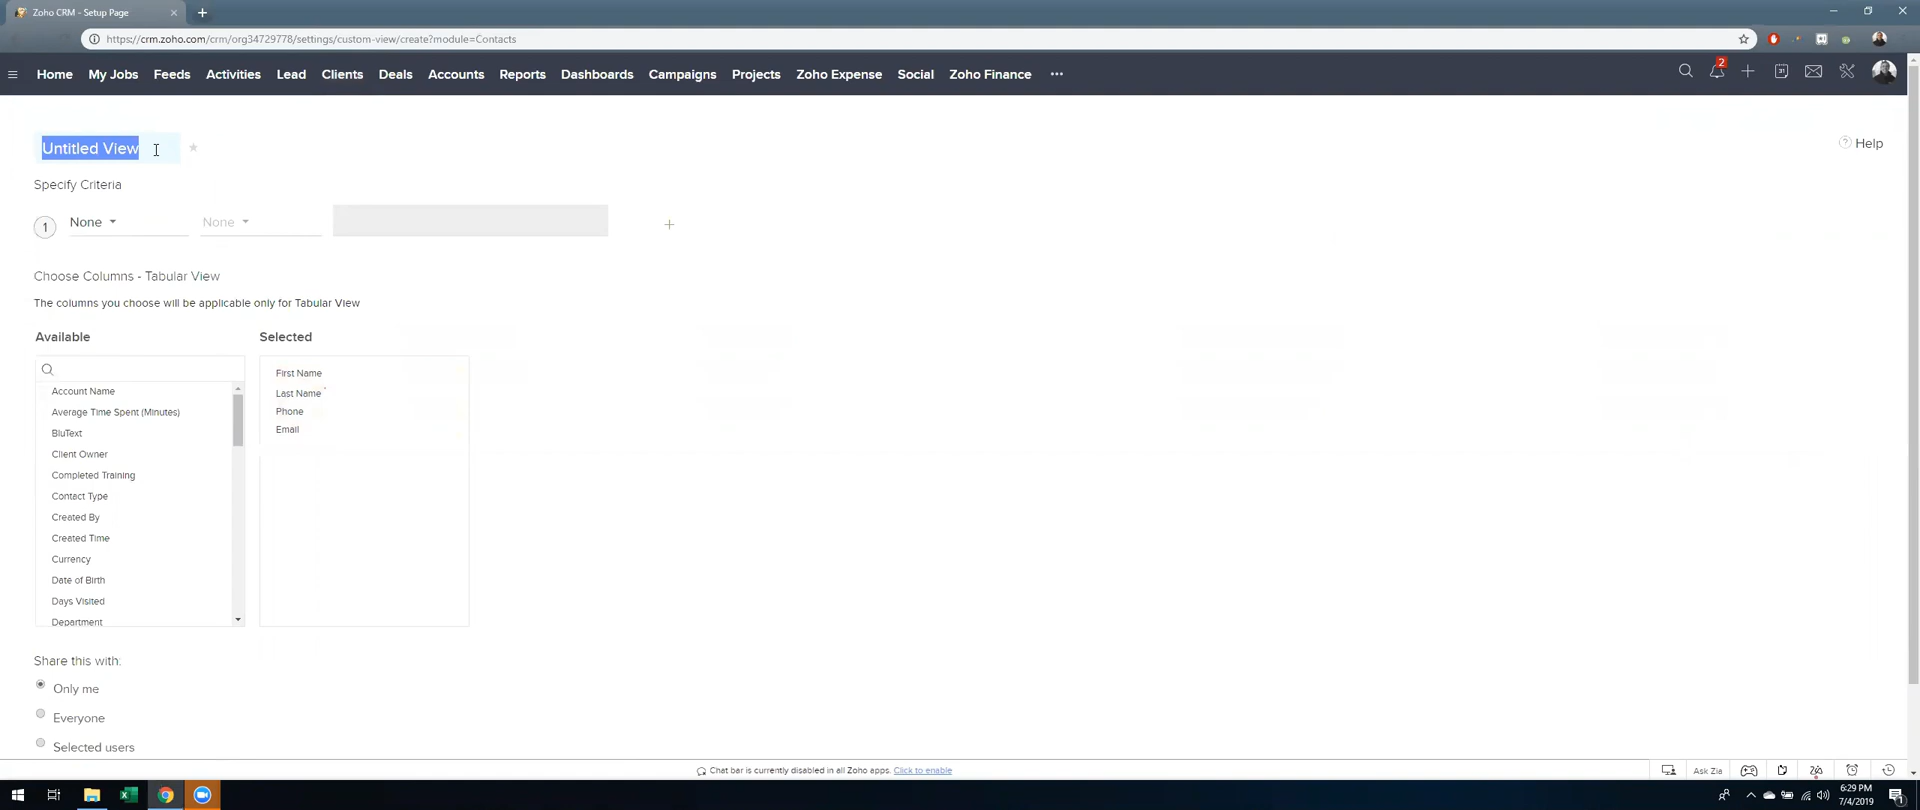 Zoho CRM - Setup Page
https://crm.zoho.com/crm/org34729778/settings/custom-view/create?module=Contacts
Home My Jobs Feeds Activities Lead Clients Deals Accounts Reports Dashboards Campaigns Projects Zoho Expense Social Zoho Finance
2
31
Untitled View
Help
Specify Criteria
1 None None
Choose Columns - Tabular View
The columns you choose will be applicable only for Tabular View
Available Selected
Account Name
Average Time Spent (Minutes)
BluText
Client Owner
Completed Training
Contact Type
Created By
Created Time
Currency
Date of Birth
Days Visited
Department
First Name
Last Name *
Phone
Email
Share this with:
Only me
Everyone
Selected users
Chat bar is currently disabled in all Zoho apps. Click to enable
Ask Zia
6:29 PM
7/4/2019